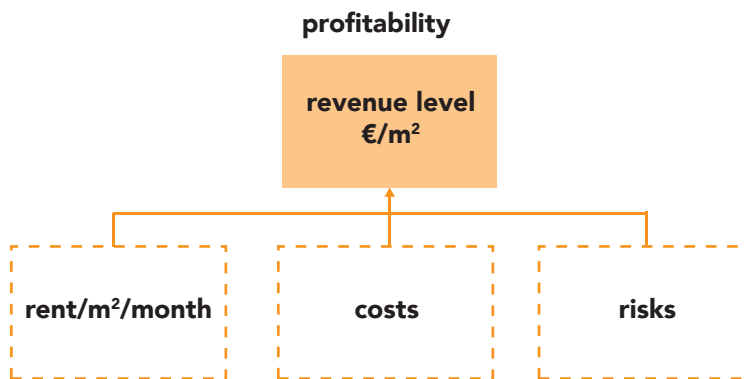 profitability
revenue level
€/m²
rent/m²/month
costs
risks